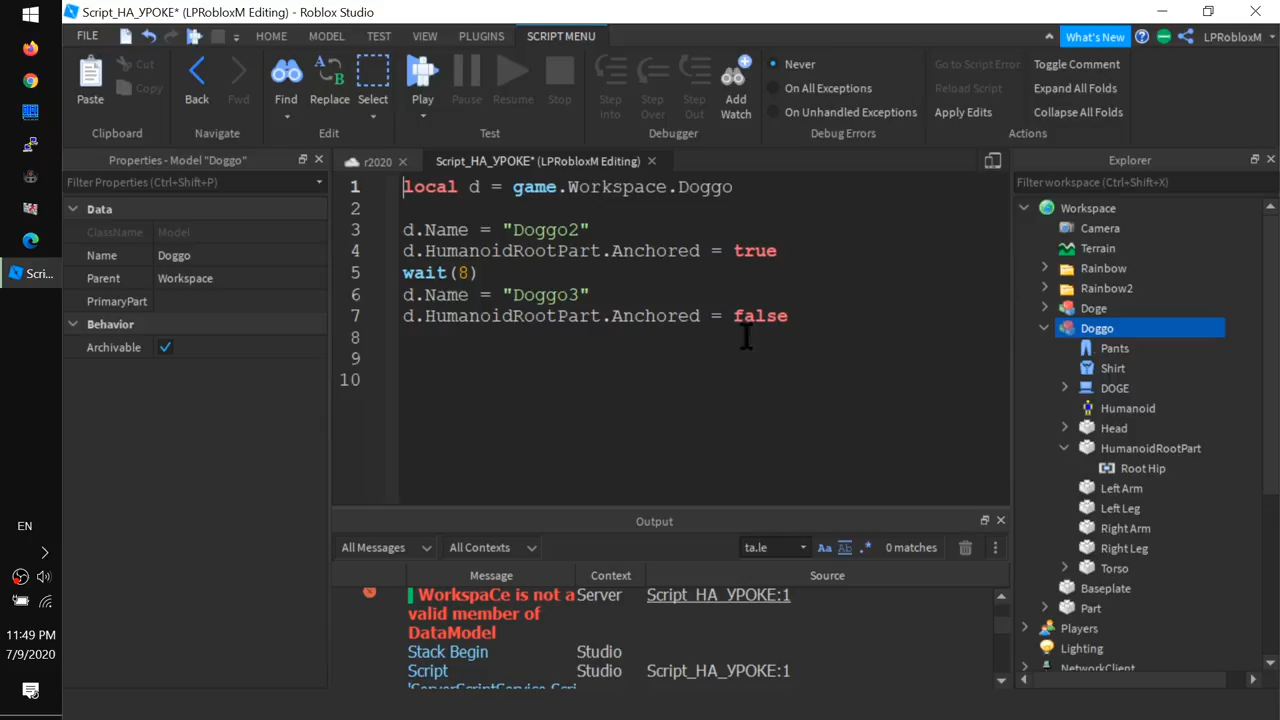 Script_НА_УРОКЕ* (LPRobloxM Editing) - Roblox Studio
FILE HOME MODEL TEST VIEW PLUGINS SCRIPT MENU What's New LPRobloxM
Paste Cut Copy Back Fwd Find Replace Select Play Pause Resume Stop Step Into Step Over Step Out Add Watch
Never
On All Exceptions
On Unhandled Exceptions
Go to Script Error
Reload Script
Apply Edits
Toggle Comment
Expand All Folds
Collapse All Folds
Clipboard Navigate Edit Test Debugger Debug Errors Actions
Properties - Model "Doggo"
Filter Properties (Ctrl+Shift+P)
Data
ClassName Model
Name Doggo
Parent Workspace
PrimaryPart
Behavior
Archivable
r2020 Script_НА_УРОКЕ* (LPRobloxM Editing)
1 local d = game.Workspace.Doggo
2
3 d.Name = "Doggo2"
4 d.HumanoidRootPart.Anchored = true
5 wait(8)
6 d.Name = "Doggo3"
7 d.HumanoidRootPart.Anchored = false
8
9
10
Output
All Messages All Contexts ta.le Aa Ab .* 0 matches
Message Context Source
WorkspaCe is not a Server Script_НА_УРОКЕ:1
valid member of
DataModel
Stack Begin Studio
Script Studio Script_НА_УРОКЕ:1
'ServerScriptService.Scri
Explorer
Filter workspace (Ctrl+Shift+X)
Workspace
Camera
Terrain
Rainbow
Rainbow2
Doge
Doggo
Pants
Shirt
DOGE
Humanoid
Head
HumanoidRootPart
Root Hip
Left Arm
Left Leg
Right Arm
Right Leg
Torso
Baseplate
Part
Players
Lighting
NetworkClient
Scri...
EN
11:49 PM
7/9/2020